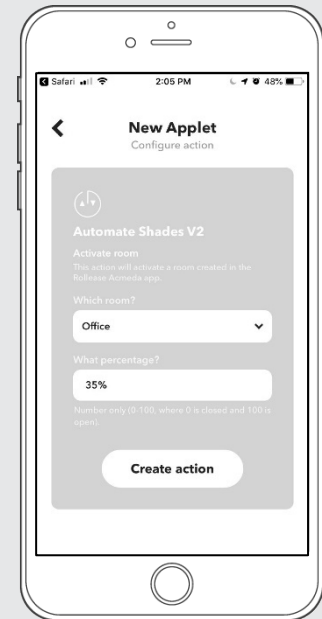 Safari
2:05 PM
48%
New Applet
Configure action
Automate Shades V2
Activate room
This action will activate a room created in the
Rollease Acmeda app
Which room?
Office
What percentage?
35%
Number only (0-100, where 0 is closed and 100 is
open).
Create action